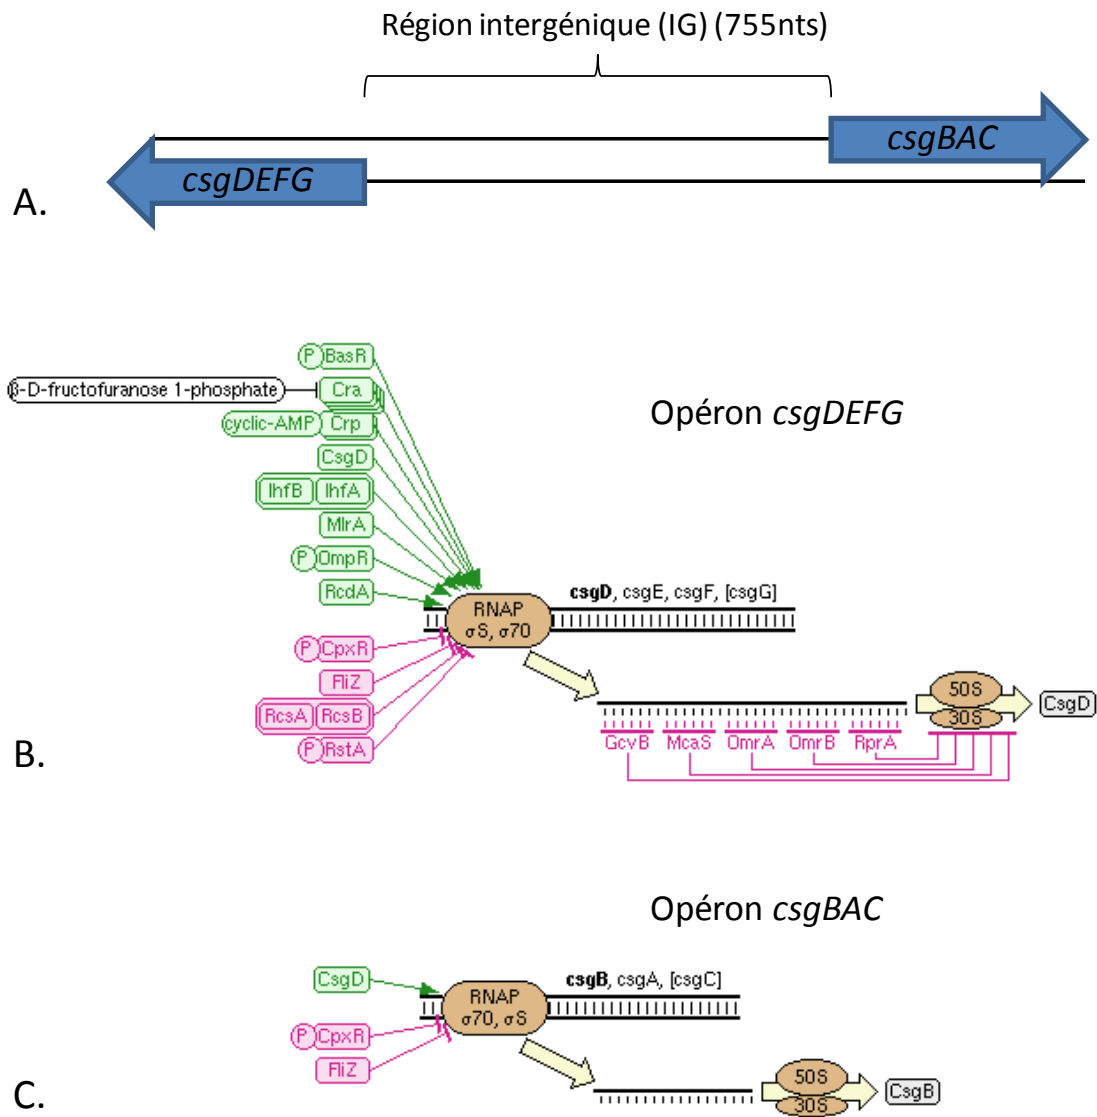 Région intergénique (IG) (755nts)
csgBAC
csgDEFG
A.
P BasR
β-D-fructofuranose 1-phosphate Cra
cyclic-AMP Crp
CsgD
IhfB IhfA
MlrA
P OmpR
RcdA
Opéron csgDEFG
RNAP
σS, σ70
csgD, csgE, csgF, [csgG]
P CpxR
FliZ
RcsA RcsB
P RstA
50S
30S
CsgD
GcvB McaS OmrA OmrB RprA
B.
Opéron csgBAC
CsgD
RNAP
σ70, σS
csgB, csgA, [csgC]
P CpxR
FliZ
50S
30S
CsgB
C.